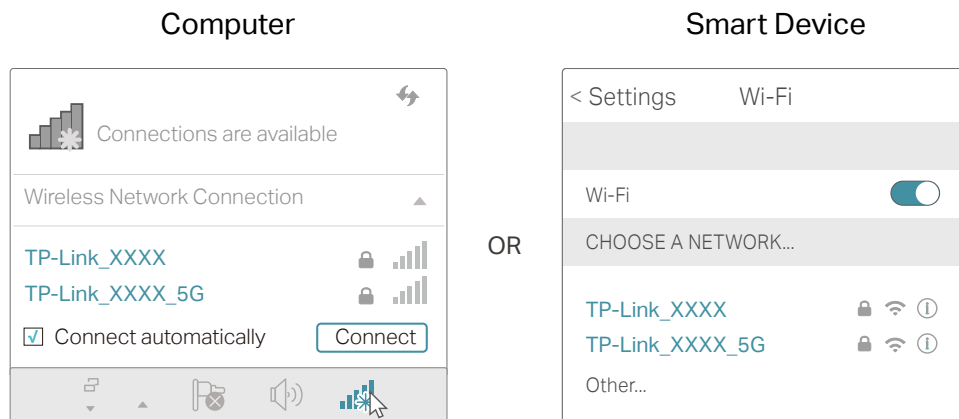 Computer
Connections are available
Wireless Network Connection
TP-Link_XXXX
TP-Link_XXXX_5G
Connect automatically
Connect
OR
Smart Device
< Settings Wi-Fi
Wi-Fi
CHOOSE A NETWORK...
TP-Link_XXXX
TP-Link_XXXX_5G
Other...